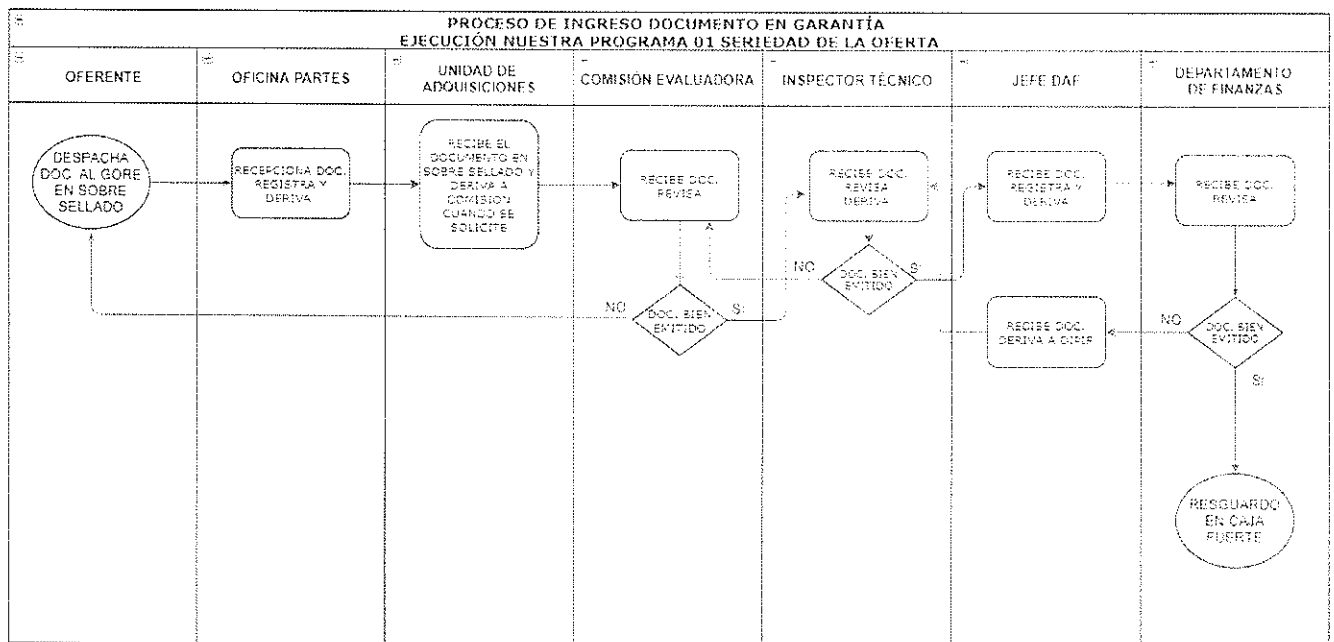 PROCESO DE INGRESO DOCUMENTO EN GARANTÍA
EJECUCIÓN NUESTRA PROGRAMA 01 SERIEDAD DE LA OFERTA
OFERENTE
OFICINA PARTES
UNIDAD DE
ADQUISICIONES
COMISIÓN EVALUADORA
INSPECTOR TÉCNICO
JEFE DAF
DEPARTAMENTO
DE FINANZAS
DESPACHA
DOC. AL GORE
EN SOBRE
SELLADO
RECEPCIONA DOC.
REGISTRA Y
DERIVA
RECIBE EL
DOCUMENTO EN
SOBRE SELLADO Y
DERIVA A
COMISIÓN
CUANDO SE
SOLICITE
RECIBE DOC.
REVISA
RECIBE DOC.
REVISA
DERIVA
RECIBE DOC.
REGISTRA Y
DERIVA
RECIBE DOC.
REVISA
NO
DOC. BIEN
EMITIDO
SI
NO
DOC. BIEN
EMITIDO
SI
RECIBE DOC.
DERIVA A DIPIR
NO
DOC. BIEN
EMITIDO
SI
RESGUARDO
EN CAJA
FUERTE